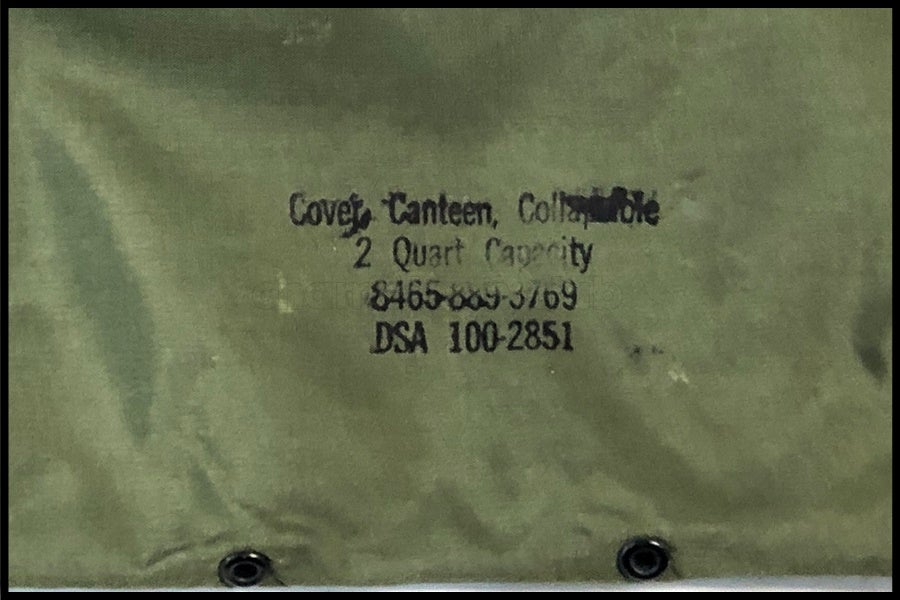 Cover, Canteen, Collapsible
2 Quart Capacity
8465-889-3769
DSA 100-2851